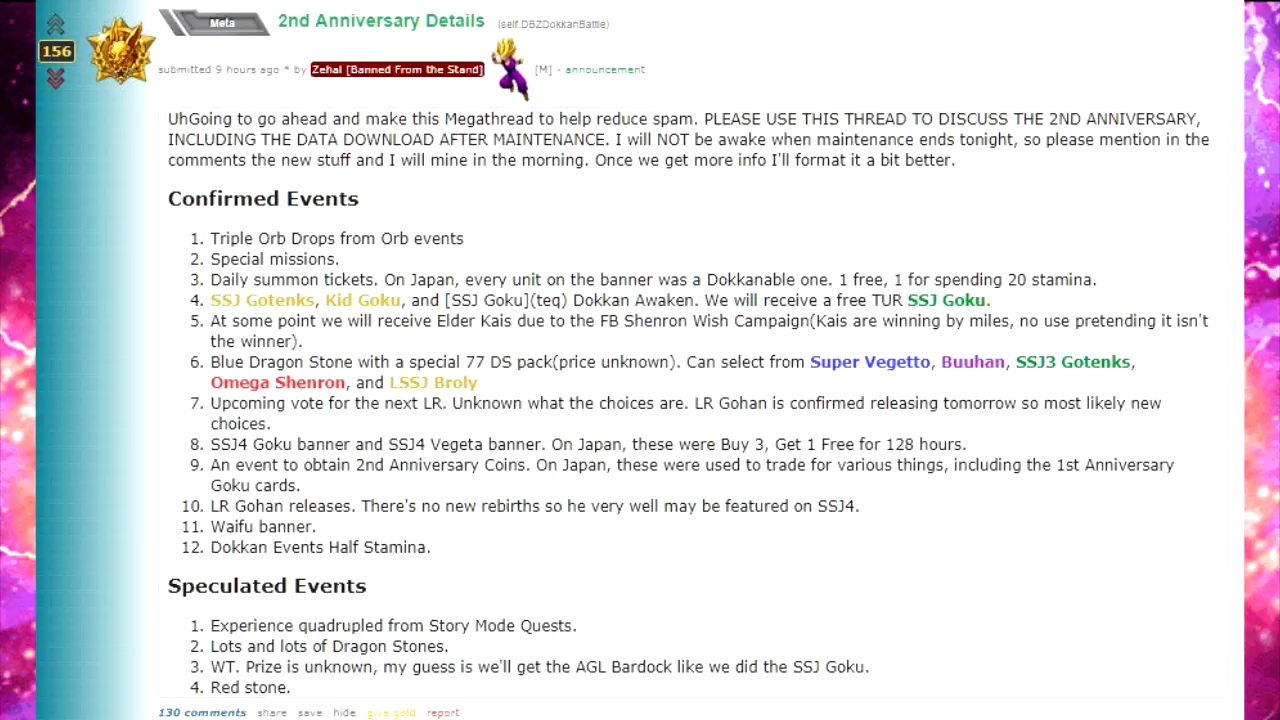 Meta 2nd Anniversary Details (self.DBZDokkanBattle)
156
submitted 9 hours ago * by Zehal [Banned From the Stand] [M] - announcement
UhGoing to go ahead and make this Megathread to help reduce spam. PLEASE USE THIS THREAD TO DISCUSS THE 2ND ANNIVERSARY,
INCLUDING THE DATA DOWNLOAD AFTER MAINTENANCE. I will NOT be awake when maintenance ends tonight, so please mention in the
comments the new stuff and I will mine in the morning. Once we get more info I'll format it a bit better.
Confirmed Events
1. Triple Orb Drops from Orb events
2. Special missions.
3. Daily summon tickets. On Japan, every unit on the banner was a Dokkanable one. 1 free, 1 for spending 20 stamina.
4. SSJ Gotenks, Kid Goku, and [SSJ Goku](teq) Dokkan Awaken. We will receive a free TUR SSJ Goku.
5. At some point we will receive Elder Kais due to the FB Shenron Wish Campaign(Kais are winning by miles, no use pretending it isn't
the winner).
6. Blue Dragon Stone with a special 77 DS pack(price unknown). Can select from Super Vegetto, Buuhan, SSJ3 Gotenks,
Omega Shenron, and LSSJ Broly
7. Upcoming vote for the next LR. Unknown what the choices are. LR Gohan is confirmed releasing tomorrow so most likely new
choices.
8. SSJ4 Goku banner and SSJ4 Vegeta banner. On Japan, these were Buy 3, Get 1 Free for 128 hours.
9. An event to obtain 2nd Anniversary Coins. On Japan, these were used to trade for various things, including the 1st Anniversary
Goku cards.
10. LR Gohan releases. There's no new rebirths so he very well may be featured on SSJ4.
11. Waifu banner.
12. Dokkan Events Half Stamina.
Speculated Events
1. Experience quadrupled from Story Mode Quests.
2. Lots and lots of Dragon Stones.
3. WT. Prize is unknown, my guess is we'll get the AGL Bardock like we did the SSJ Goku.
4. Red stone.
130 comments share save hide give gold report